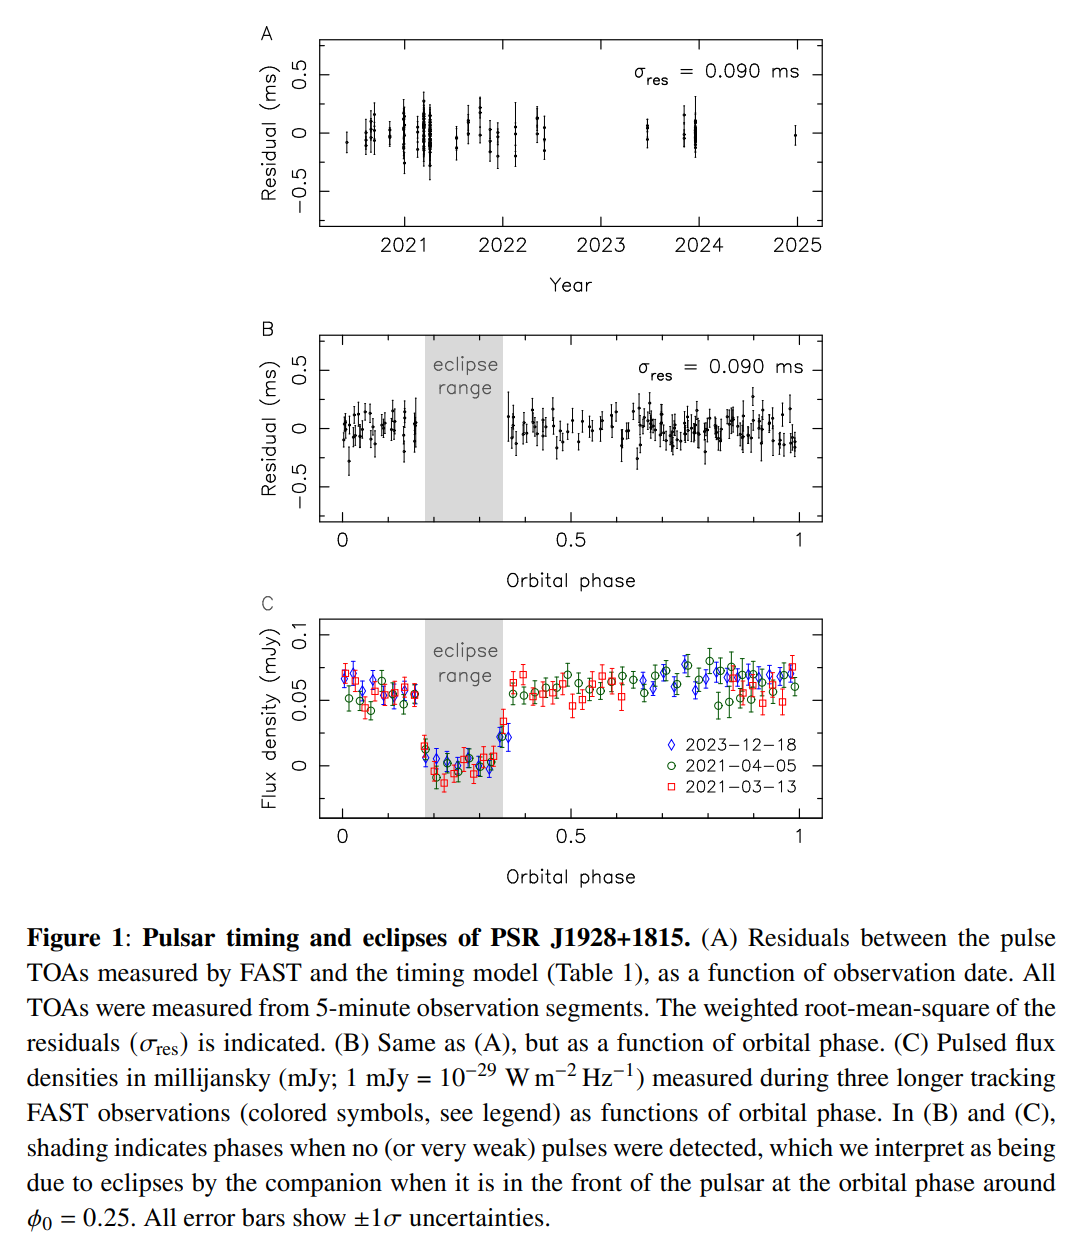 A
Residual (ms)
0.5
0
−0.5
σres = 0.090 ms
2021 2022 2023 2024 2025
Year
B
Residual (ms)
0.5
0
−0.5
eclipse
range
σres = 0.090 ms
0 0.5 1
Orbital phase
C
Flux density (mJy)
0.1
0.05
0
eclipse
range
2023−12−18
2021−04−05
2021−03−13
0 0.5 1
Orbital phase
Figure 1: Pulsar timing and eclipses of PSR J1928+1815. (A) Residuals between the pulse
TOAs measured by FAST and the timing model (Table 1), as a function of observation date. All
TOAs were measured from 5-minute observation segments. The weighted root-mean-square of the
residuals (σres) is indicated. (B) Same as (A), but as a function of orbital phase. (C) Pulsed flux
densities in millijansky (mJy; 1 mJy = 10⁻²⁹ W m⁻² Hz⁻¹) measured during three longer tracking
FAST observations (colored symbols, see legend) as functions of orbital phase. In (B) and (C),
shading indicates phases when no (or very weak) pulses were detected, which we interpret as being
due to eclipses by the companion when it is in the front of the pulsar at the orbital phase around
ϕ₀ = 0.25. All error bars show ±1σ uncertainties.